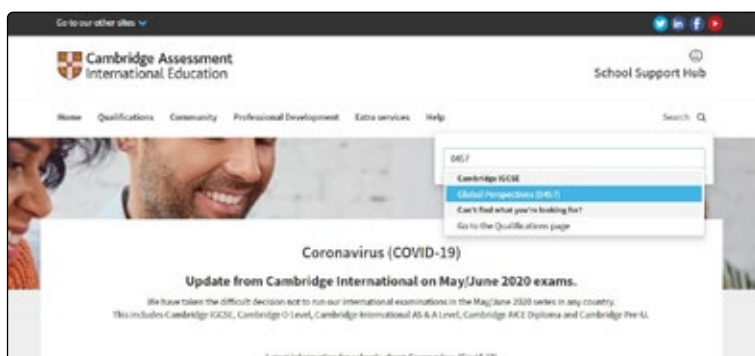 Go to our other sites
Cambridge Assessment
International Education
School Support Hub
Home Qualifications Community Professional Development Extra services Help Search
0457
Cambridge IGCSE
Global Perspectives (0457)
Can't find what you're looking for?
Go to the Qualifications page
Coronavirus (COVID-19)
Update from Cambridge International on May/June 2020 exams.
We have taken the difficult decision not to run our international examinations in the May/June 2020 series in any country.
This includes Cambridge IGCSE, Cambridge O Level, Cambridge International AS & A Level, Cambridge AICE Diploma and Cambridge Pre-U.